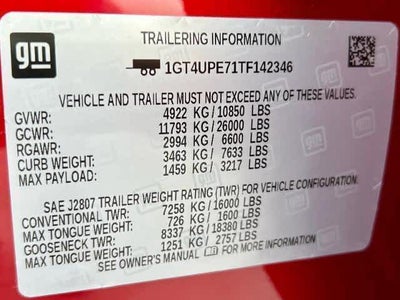 gm
TRAILERING INFORMATION
1GT4UPE71TF142346
VEHICLE AND TRAILER MUST NOT EXCEED ANY OF THESE VALUES.
GVWR: 4922 KG/10850 LBS
GCWR: 11793 KG/26000 LBS
RGAWR: 2994 KG/ 6600 LBS
CURB WEIGHT: 3463 KG/ 7633 LBS
MAX PAYLOAD: 1459 KG/ 3217 LBS
SAE J2807 TRAILER WEIGHT RATING (TWR) FOR VEHICLE CONFIGURATION.
CONVENTIONAL TWR: 7258 KG/16000 LBS
MAX TONGUE WEIGHT: 726 KG/ 1600 LBS
GOOSENECK TWR: 8337 KG/18380 LBS
MAX TONGUE WEIGHT: 1251 KG/ 2757 LBS
SEE OWNER'S MANUAL FOR MORE INFORMATION